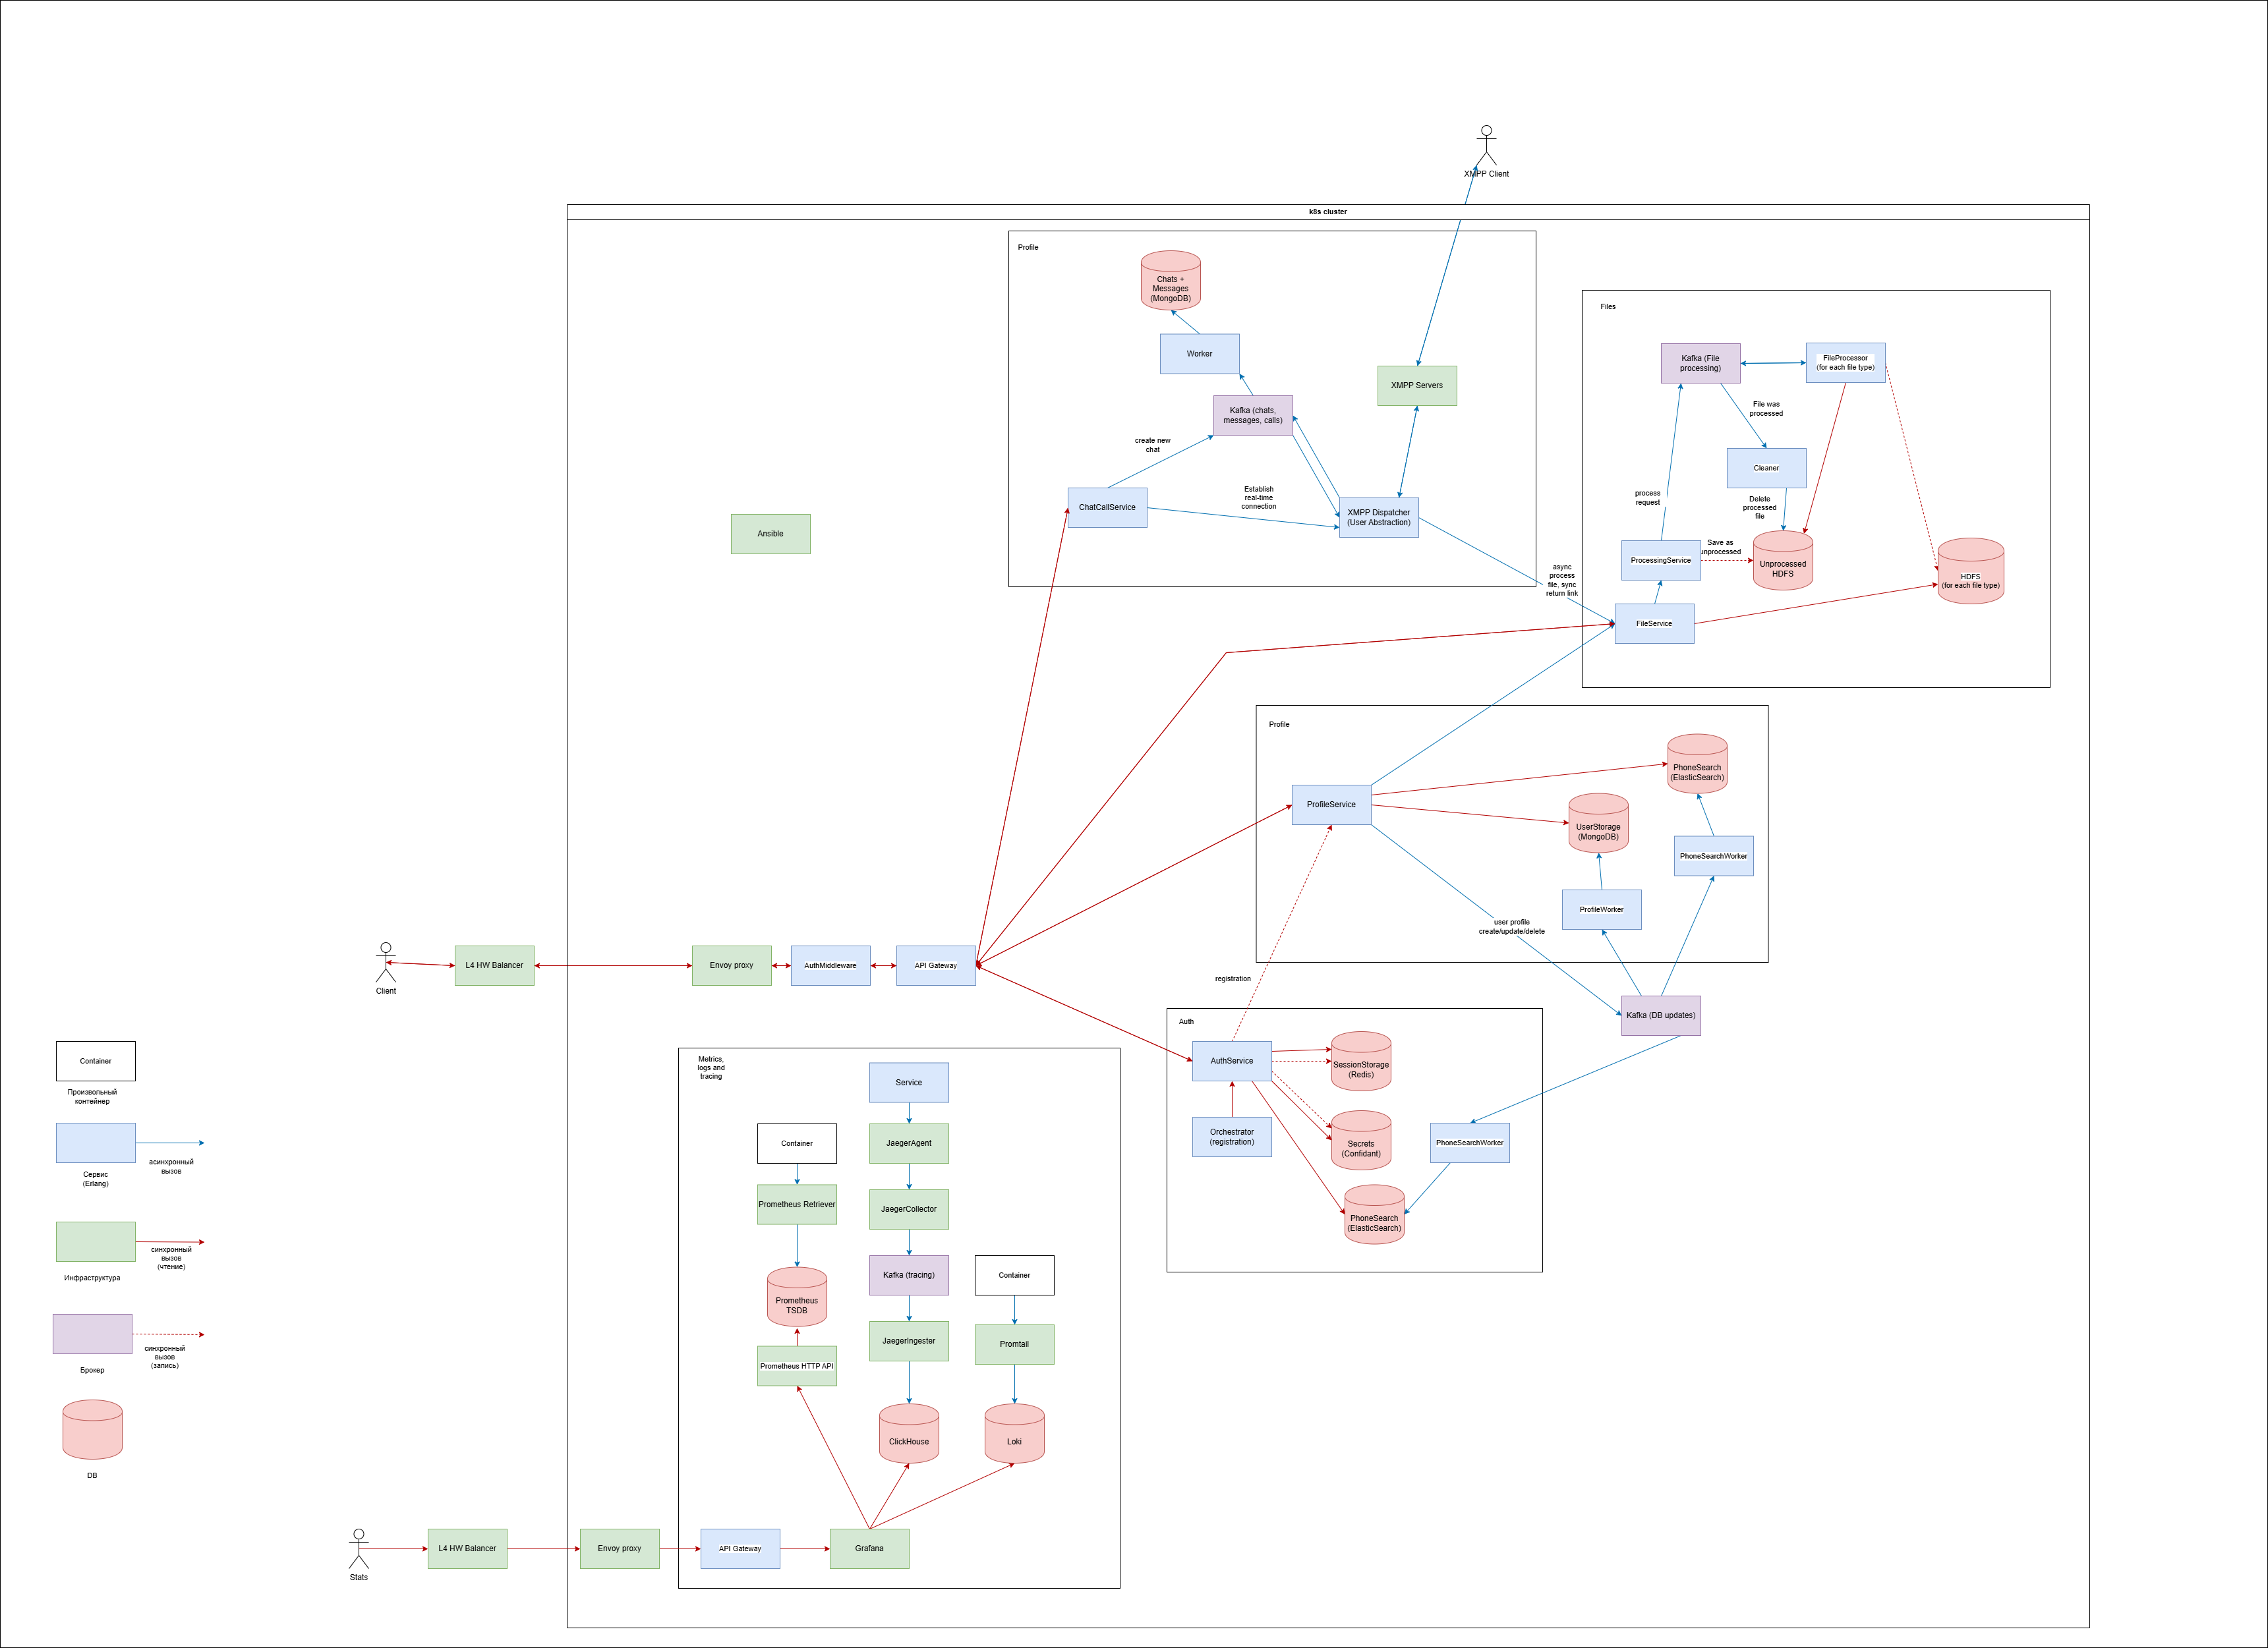 XMPP Client
k8s cluster
Profile
Chats +
Messages
(MongoDB)
Worker
Kafka (chats,
messages, calls)
XMPP Servers
create new
chat
Establish
real-time
connection
ChatCallService
XMPP Dispatcher
(User Abstraction)
Ansible
Files
Kafka (File
processing)
FileProcessor
(for each file type)
File was
processed
Cleaner
process
request
Delete
processed
file
Save as
unprocessed
ProcessingService
Unprocessed
HDFS
HDFS
(for each file type)
async
process
file, sync
return link
FileService
Profile
PhoneSearch
(ElasticSearch)
ProfileService
UserStorage
(MongoDB)
PhoneSearchWorker
ProfileWorker
user profile
create/update/delete
Client
L4 HW Balancer
Envoy proxy
AuthMiddleware
API Gateway
registration
Kafka (DB updates)
Auth
AuthService
SessionStorage
(Redis)
Orchestrator
(registration)
Secrets
(Confidant)
PhoneSearchWorker
PhoneSearch
(ElasticSearch)
Metrics,
logs and
tracing
Service
Container
JaegerAgent
Prometheus Retriever
JaegerCollector
Kafka (tracing)
Container
Prometheus
TSDB
JaegerIngester
Promtail
Prometheus HTTP API
ClickHouse
Loki
Container
Произвольный
контейнер
Сервис
(Erlang)
асинхронный
вызов
Инфраструктура
синхронный
вызов
(чтение)
Брокер
синхронный
вызов
(запись)
DB
Stats
L4 HW Balancer
Envoy proxy
API Gateway
Grafana